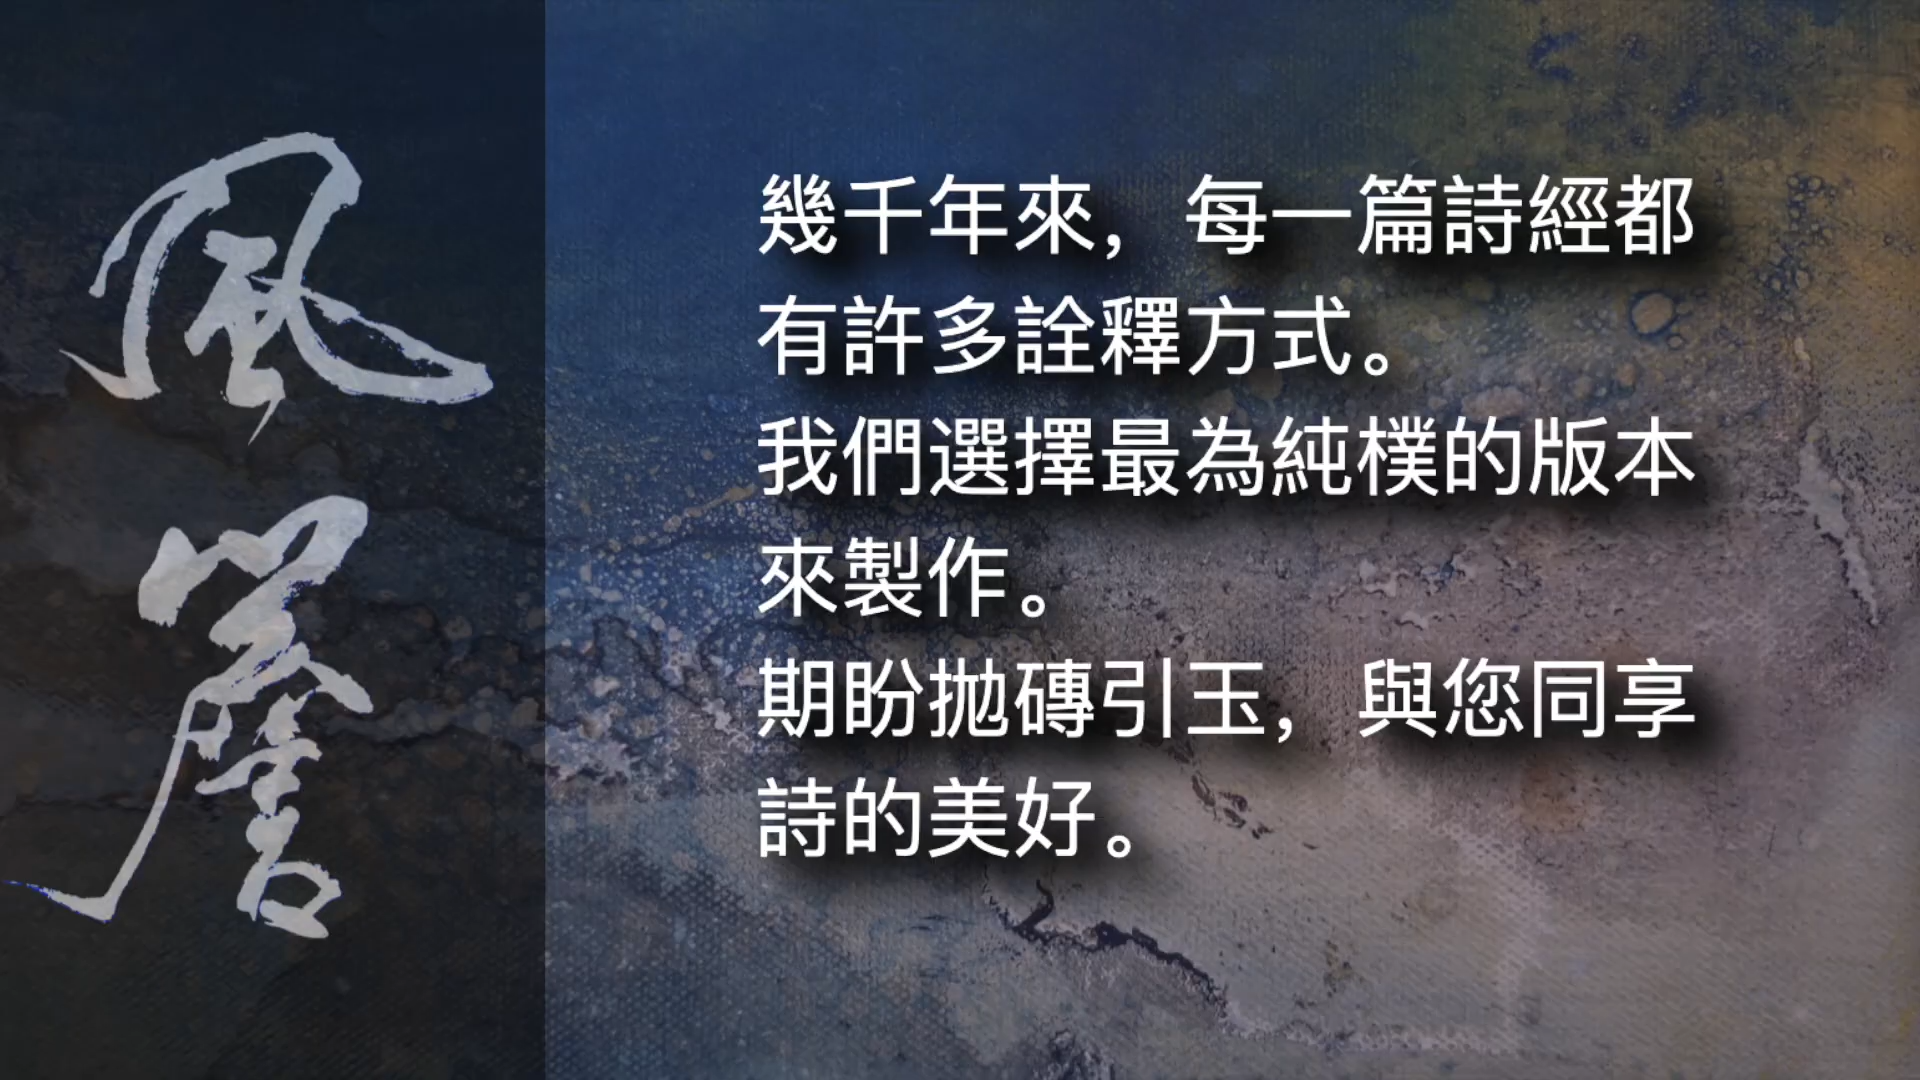 風
簷
幾千年來，每一篇詩經都
有許多詮釋方式。
我們選擇最為純樸的版本
來製作。
期盼拋磚引玉，與您同享
詩的美好。